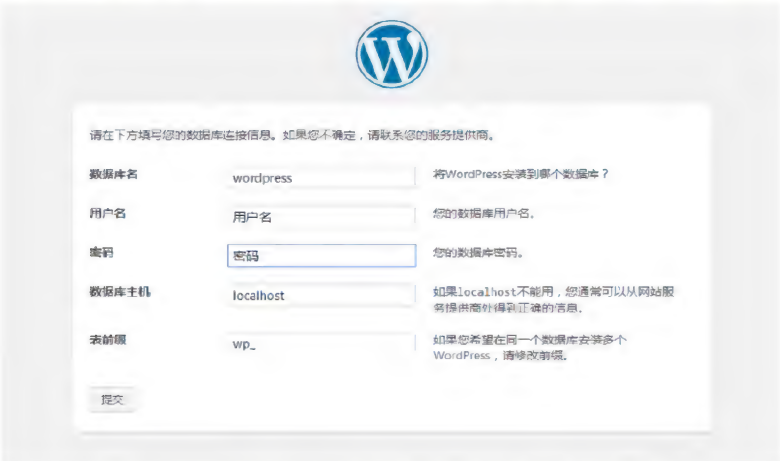 请在下方填写您的数据库连接信息。如果您不确定，请联系您的服务提供商。
数据库名 wordpress 将WordPress安装到哪个数据库？
用户名 用户名 您的数据库用户名。
密码 密码 您的数据库密码。
数据库主机 localhost 如果localhost不能用，您通常可以从网站服
务提供商处得到正确的信息。
表前缀 wp_ 如果您希望在同一个数据库安装多个
WordPress，请修改前缀。
提交